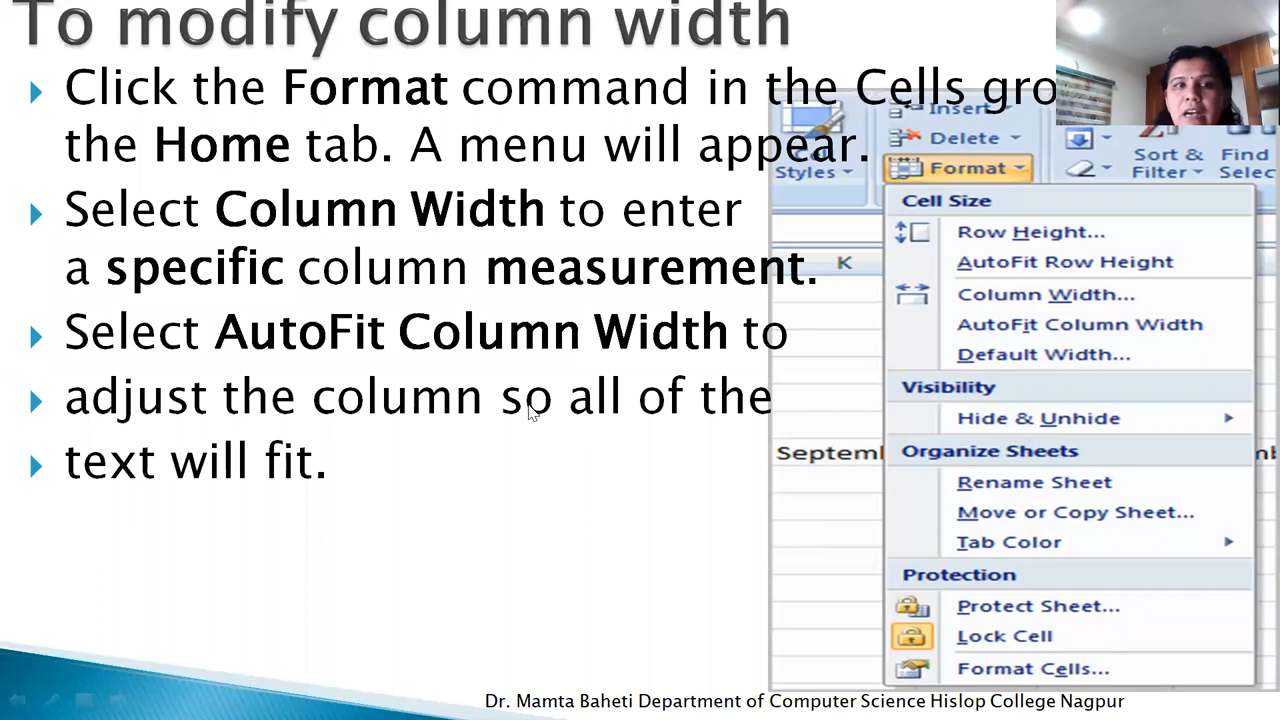 To modify column width
Click the Format command in the Cells gro
the Home tab. A menu will appear.
Select Column Width to enter
a specific column measurement.
Select AutoFit Column Width to
adjust the column so all of the
text will fit.
Insert
Delete
Format
Styles
Sort &
Filter
Find
Selec
K
Septem
Cell Size
Row Height...
AutoFit Row Height
Column Width...
AutoFit Column Width
Default Width...
Visibility
Hide & Unhide
Organize Sheets
Rename Sheet
Move or Copy Sheet...
Tab Color
Protection
Protect Sheet...
Lock Cell
Format Cells...
Dr. Mamta Baheti Department of Computer Science Hislop College Nagpur